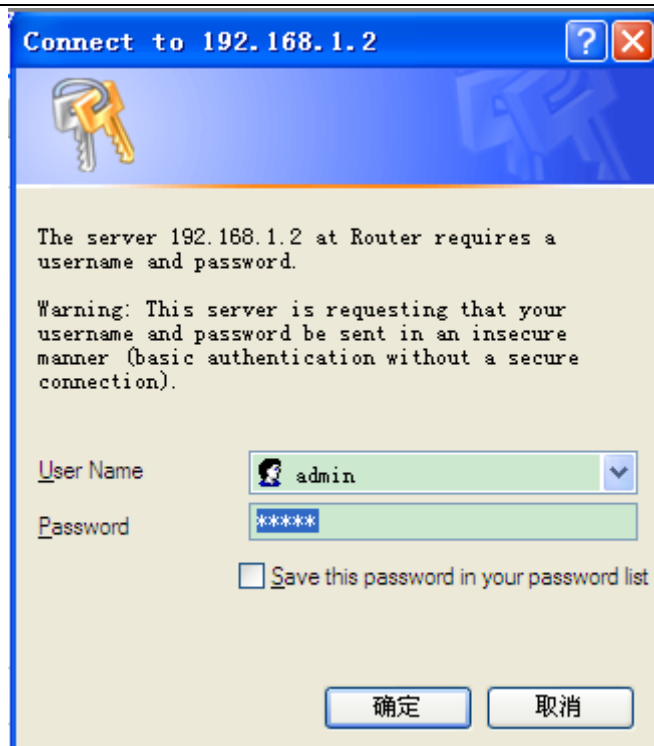 Connect to 192.168.1.2
The server 192.168.1.2 at Router requires a
username and password.
Warning: This server is requesting that your
username and password be sent in an insecure
manner (basic authentication without a secure
connection).
User Name
admin
Password
*****
Save this password in your password list
确定
取消